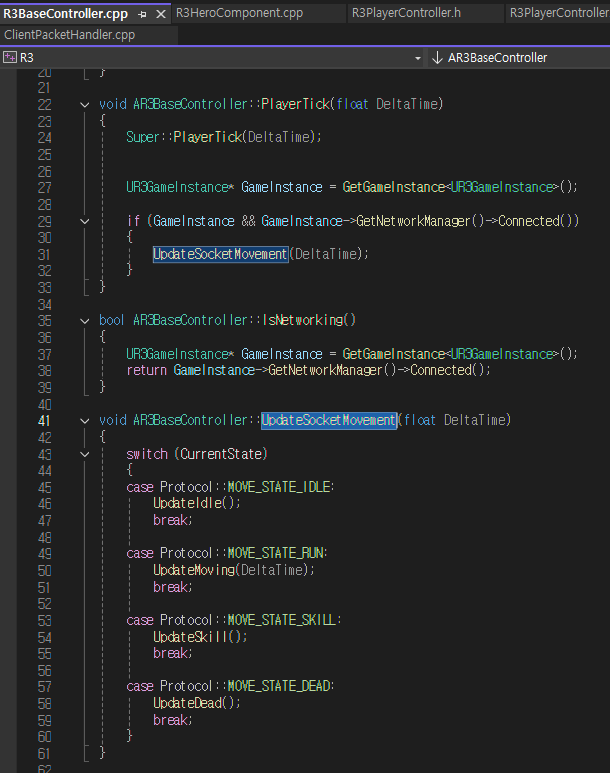 R3BaseController.cpp R3HeroComponent.cpp R3PlayerController.h R3PlayerController
ClientPacketHandler.cpp
R3 AR3BaseController
20 }
21
22 void AR3BaseController::PlayerTick(float DeltaTime)
23 {
24 Super::PlayerTick(DeltaTime);
25
26
27 UR3GameInstance* GameInstance = GetGameInstance<UR3GameInstance>();
28
29 if (GameInstance && GameInstance->GetNetworkManager()->Connected())
30 {
31 UpdateSocketMovement(DeltaTime);
32 }
33 }
34
35 bool AR3BaseController::IsNetworking()
36 {
37 UR3GameInstance* GameInstance = GetGameInstance<UR3GameInstance>();
38 return GameInstance->GetNetworkManager()->Connected();
39 }
40
41 void AR3BaseController::UpdateSocketMovement(float DeltaTime)
42 {
43 switch (CurrentState)
44 {
45 case Protocol::MOVE_STATE_IDLE:
46 UpdateIdle();
47 break;
48
49 case Protocol::MOVE_STATE_RUN:
50 UpdateMoving(DeltaTime);
51 break;
52
53 case Protocol::MOVE_STATE_SKILL:
54 UpdateSkill();
55 break;
56
57 case Protocol::MOVE_STATE_DEAD:
58 UpdateDead();
59 break;
60 }
61 }
62